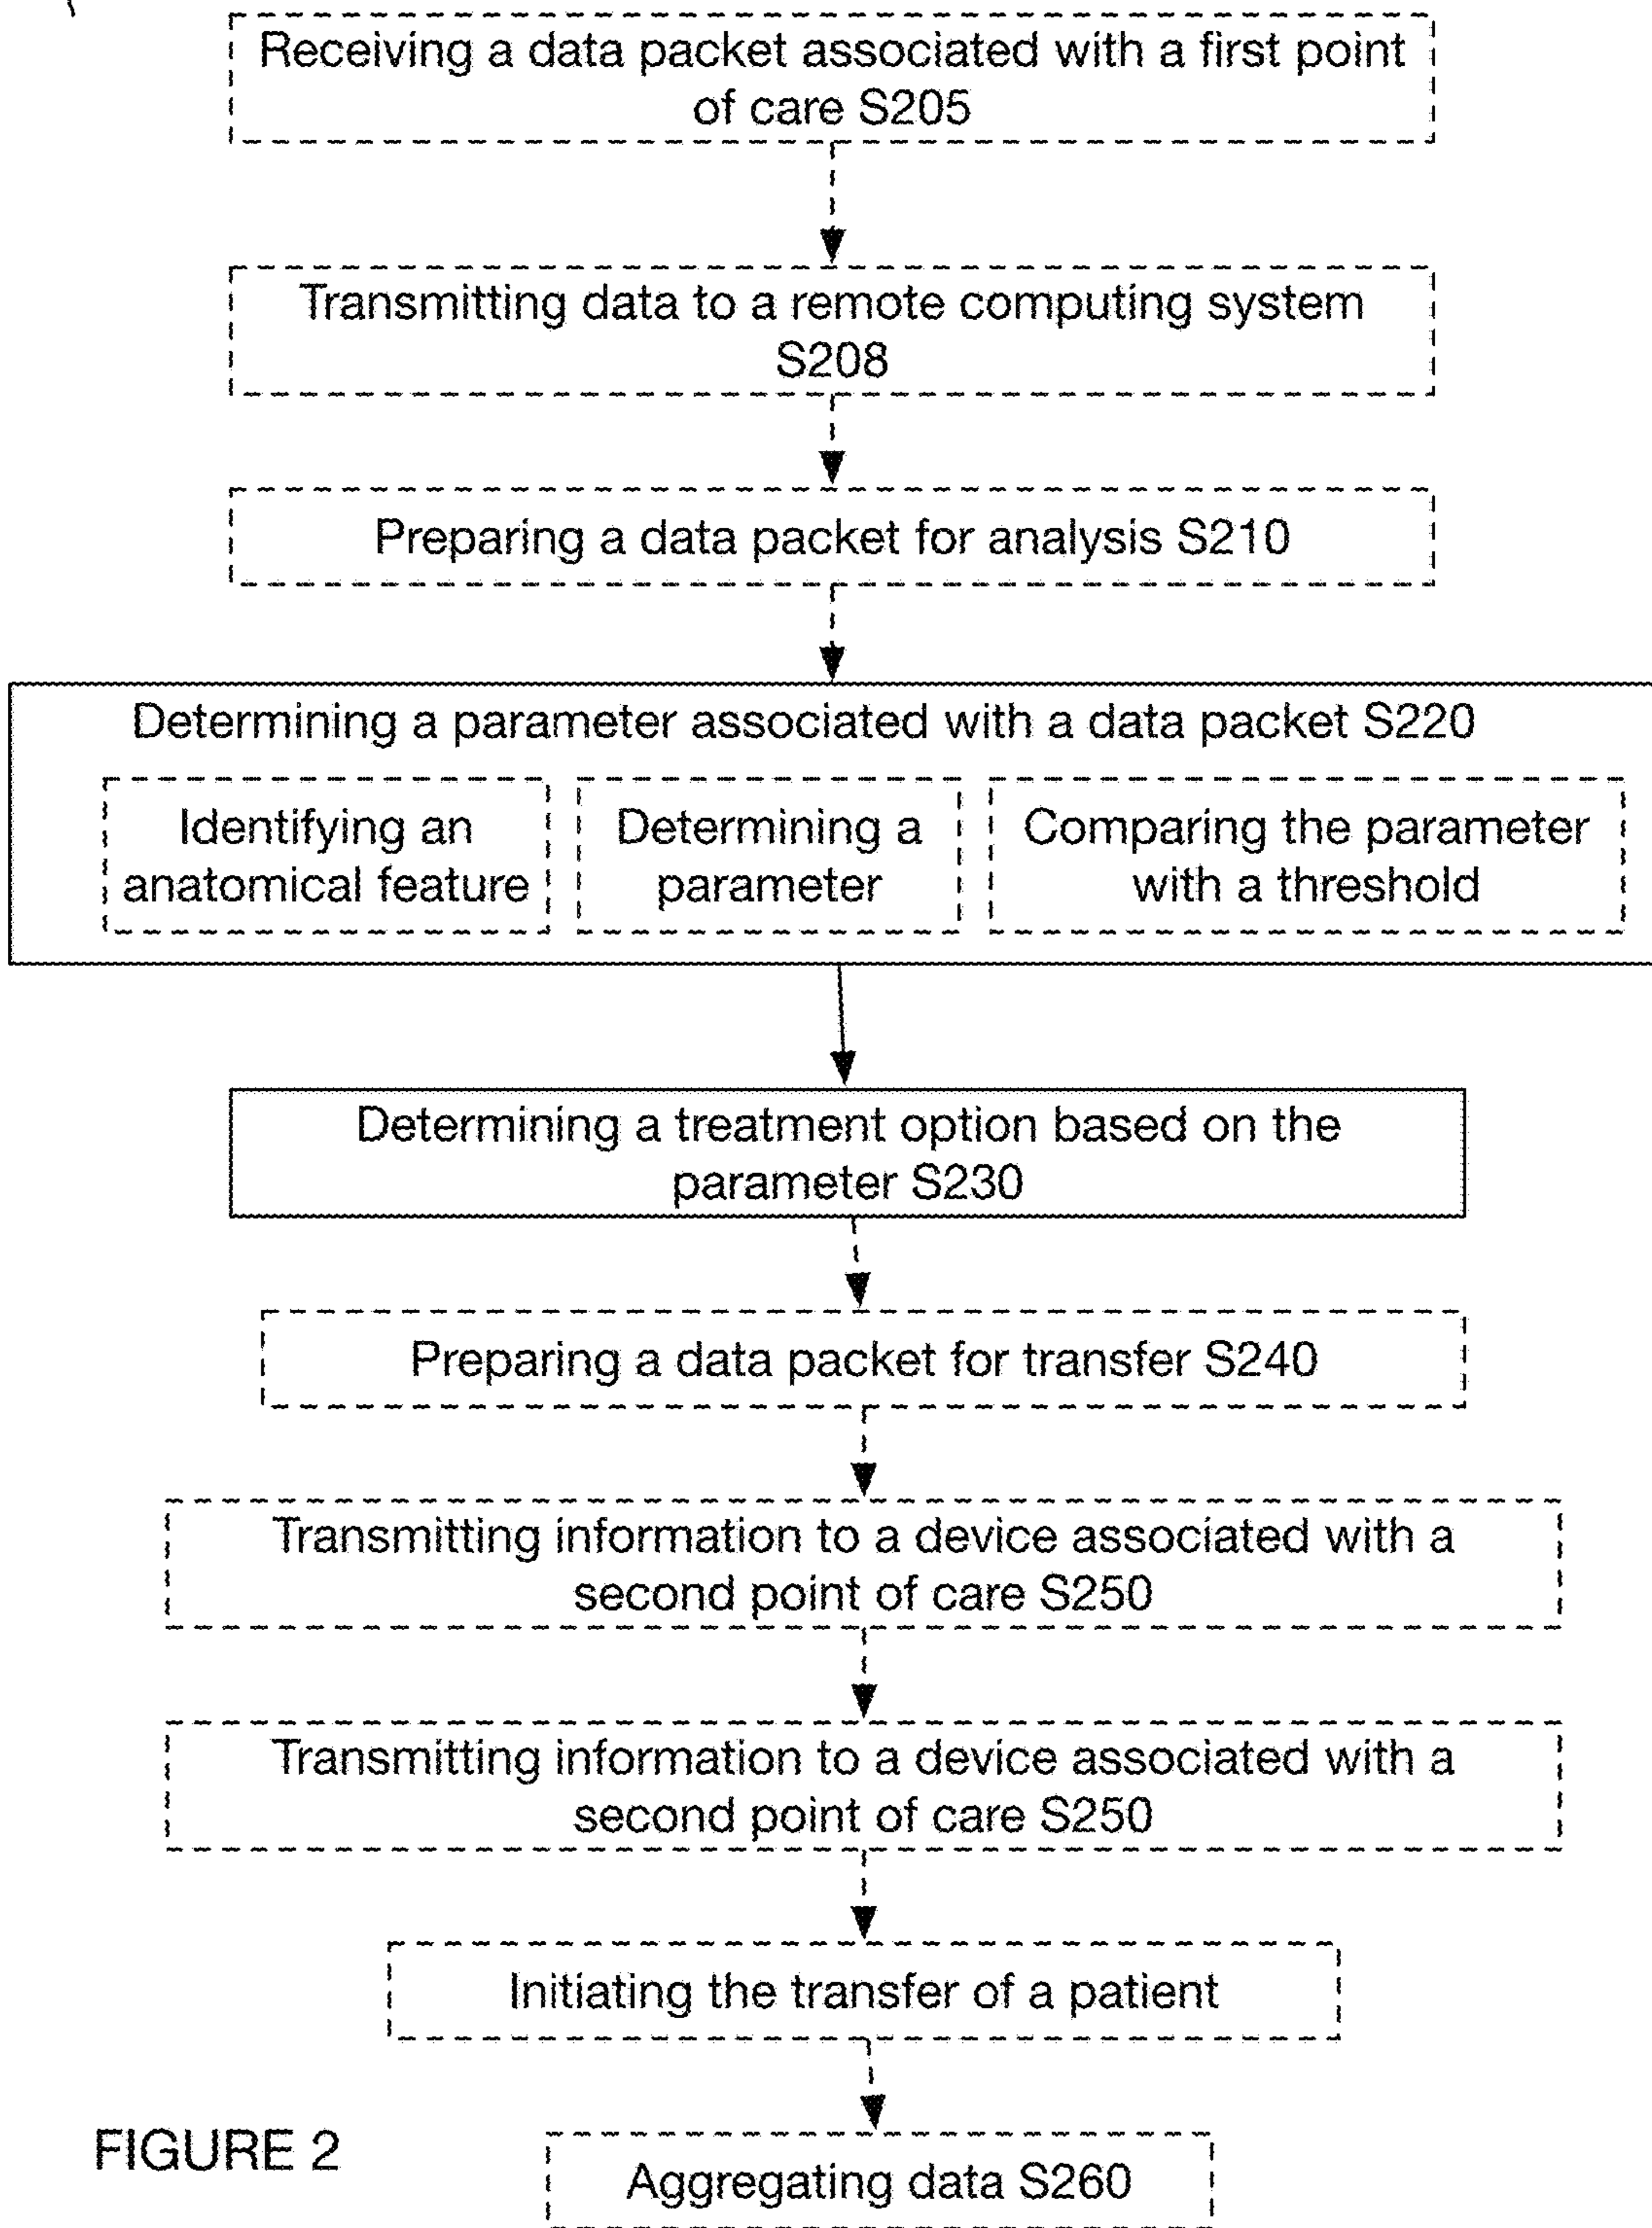 Receiving a data packet associated with a first point
of care S205
Transmitting data to a remote computing system
S208
Preparing a data packet for analysis S210
Determining a parameter associated with a data packet S220
Identifying an
anatomical feature
Determining a
parameter
Comparing the parameter
with a threshold
Determining a treatment option based on the
parameter S230
Preparing a data packet for transfer S240
Transmitting information to a device associated with a
second point of care S250
Transmitting information to a device associated with a
second point of care S250
Initiating the transfer of a patient
FIGURE 2
Aggregating data S260